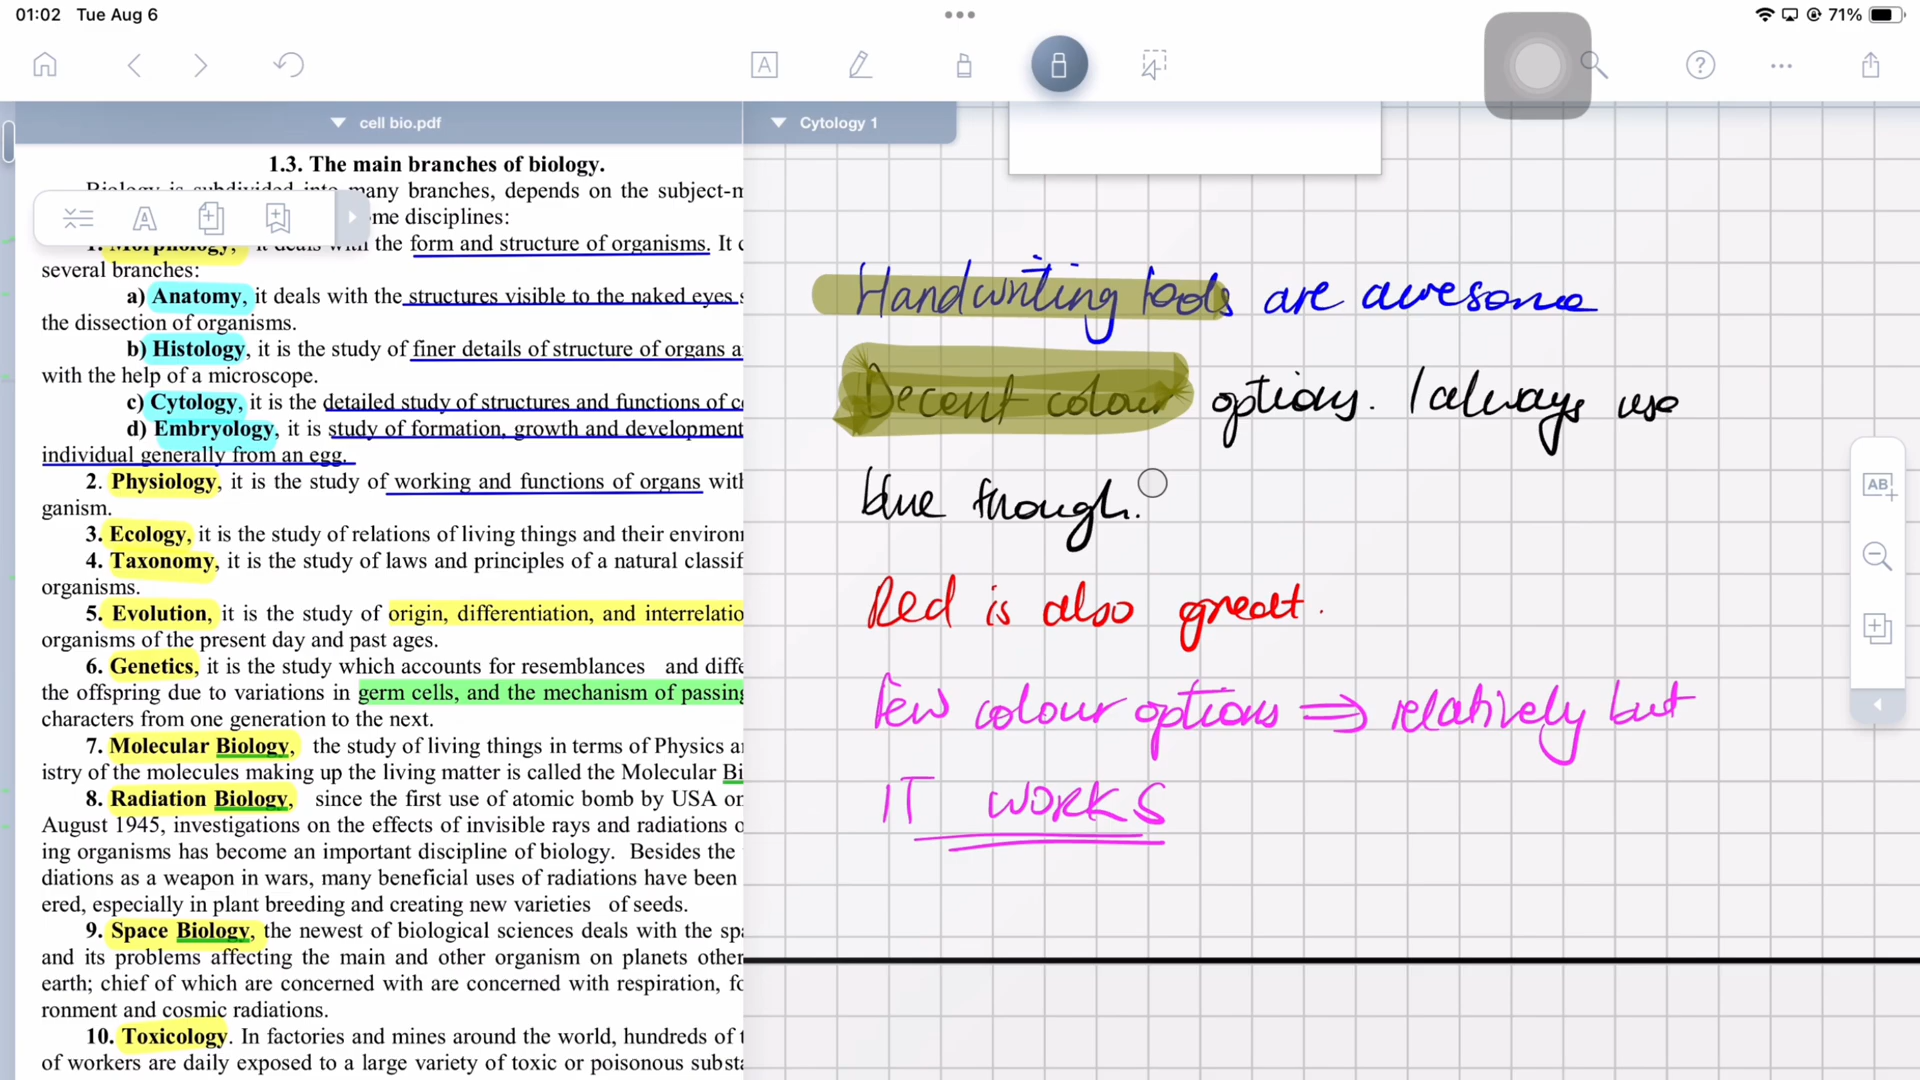 01:02 Tue Aug 6
71%
A
cell bio.pdf
Cytology 1
1.3. The main branches of biology.
Biology is subdivided into many branches, depends on the subject-m
me disciplines:
1. Morphology, it deals with the form and structure of organisms. It c
several branches:
a) Anatomy, it deals with the structures visible to the naked eyes s
the dissection of organisms.
b) Histology, it is the study of finer details of structure of organs a
with the help of a microscope.
c) Cytology, it is the detailed study of structures and functions of c
d) Embryology, it is study of formation, growth and development
individual generally from an egg.
2. Physiology, it is the study of working and functions of organs with
ganism.
3. Ecology, it is the study of relations of living things and their environ
4. Taxonomy, it is the study of laws and principles of a natural classif
organisms.
5. Evolution, it is the study of origin, differentiation, and interrelatio
organisms of the present day and past ages.
6. Genetics, it is the study which accounts for resemblances and diffe
the offspring due to variations in germ cells, and the mechanism of passing
characters from one generation to the next.
7. Molecular Biology, the study of living things in terms of Physics a
istry of the molecules making up the living matter is called the Molecular Bi
8. Radiation Biology, since the first use of atomic bomb by USA on
August 1945, investigations on the effects of invisible rays and radiations o
ing organisms has become an important discipline of biology. Besides the
diations as a weapon in wars, many beneficial uses of radiations have been
ered, especially in plant breeding and creating new varieties of seeds.
9. Space Biology, the newest of biological sciences deals with the spa
and its problems affecting the main and other organism on planets other
earth; chief of which are concerned with are concerned with respiration, fo
ronment and cosmic radiations.
10. Toxicology. In factories and mines around the world, hundreds of t
of workers are daily exposed to a large variety of toxic or poisonous subst
Handwriting tools are awesome
Decent colour options. I always use
blue though.
Red is also great.
Few colour options ⇒ relatively but
IT WORKS
AB